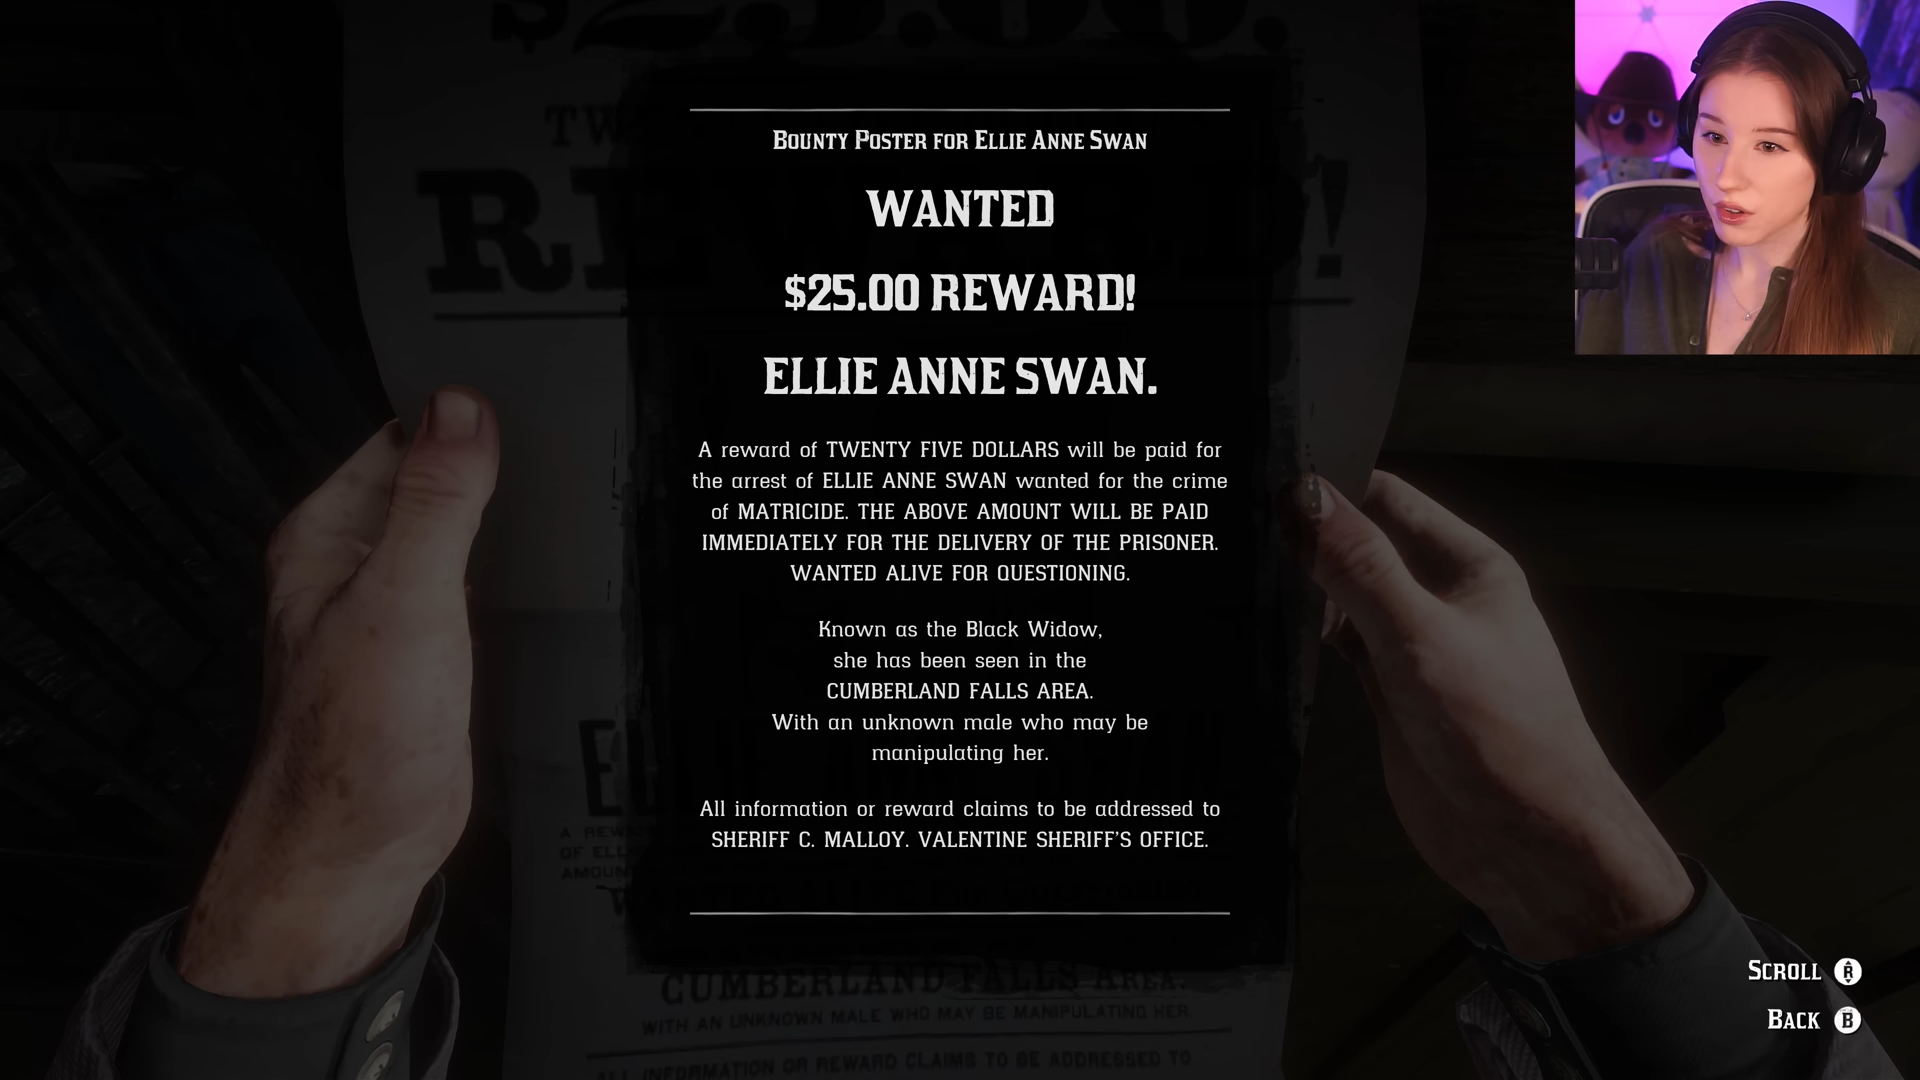 Bounty Poster for Ellie Anne Swan
WANTED
$25.00 REWARD!
ELLIE ANNE SWAN.
A reward of TWENTY FIVE DOLLARS will be paid for
the arrest of ELLIE ANNE SWAN wanted for the crime
of MATRICIDE. THE ABOVE AMOUNT WILL BE PAID
IMMEDIATELY FOR THE DELIVERY OF THE PRISONER.
WANTED ALIVE FOR QUESTIONING.
Known as the Black Widow,
she has been seen in the
CUMBERLAND FALLS AREA.
With an unknown male who may be
manipulating her.
All information or reward claims to be addressed to
SHERIFF C. MALLOY. VALENTINE SHERIFF'S OFFICE.
CUMBERLAND FALLS AREA.
WITH AN UNKNOWN MALE WHO MAY BE MANIPULATING HER.
ALL INFORMATION OR REWARD CLAIMS TO BE ADDRESSED TO
SCROLL R
BACK B